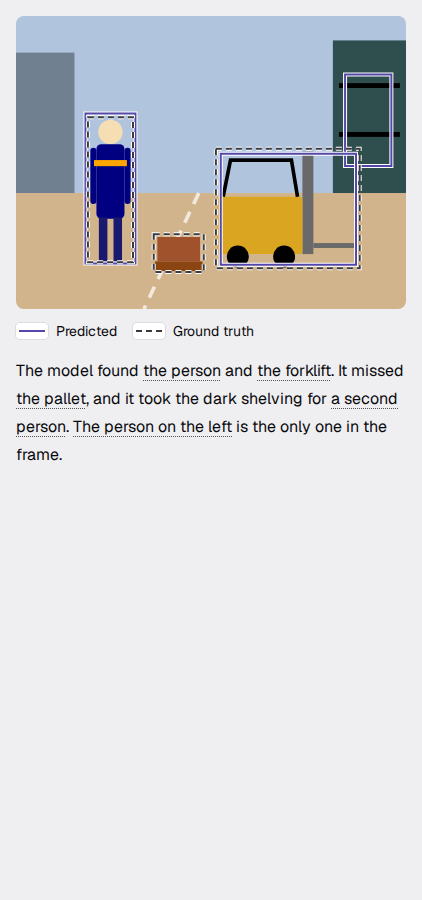 Predicted
Ground truth
The model found the person and the forklift. It missed
the pallet, and it took the dark shelving for a second
person. The person on the left is the only one in the
frame.